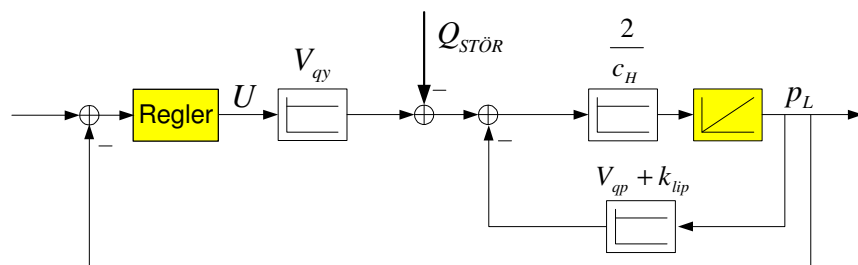 Q_STÖR
V_qy
2
c_H
Regler
U
p_L
V_qp + k_lip